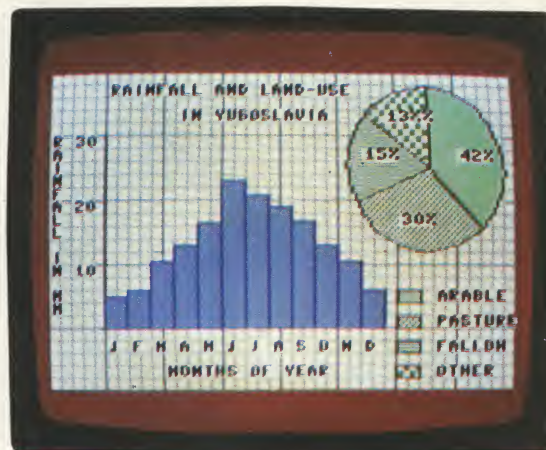 RAINFALL AND LAND-USE
IN YUGOSLAVIA
RAINFALL IN MM
30
20
10
J F M A M J J A S O N D
MONTHS OF YEAR
13%
42%
15%
30%
ARABLE
PASTURE
FALLOW
OTHER